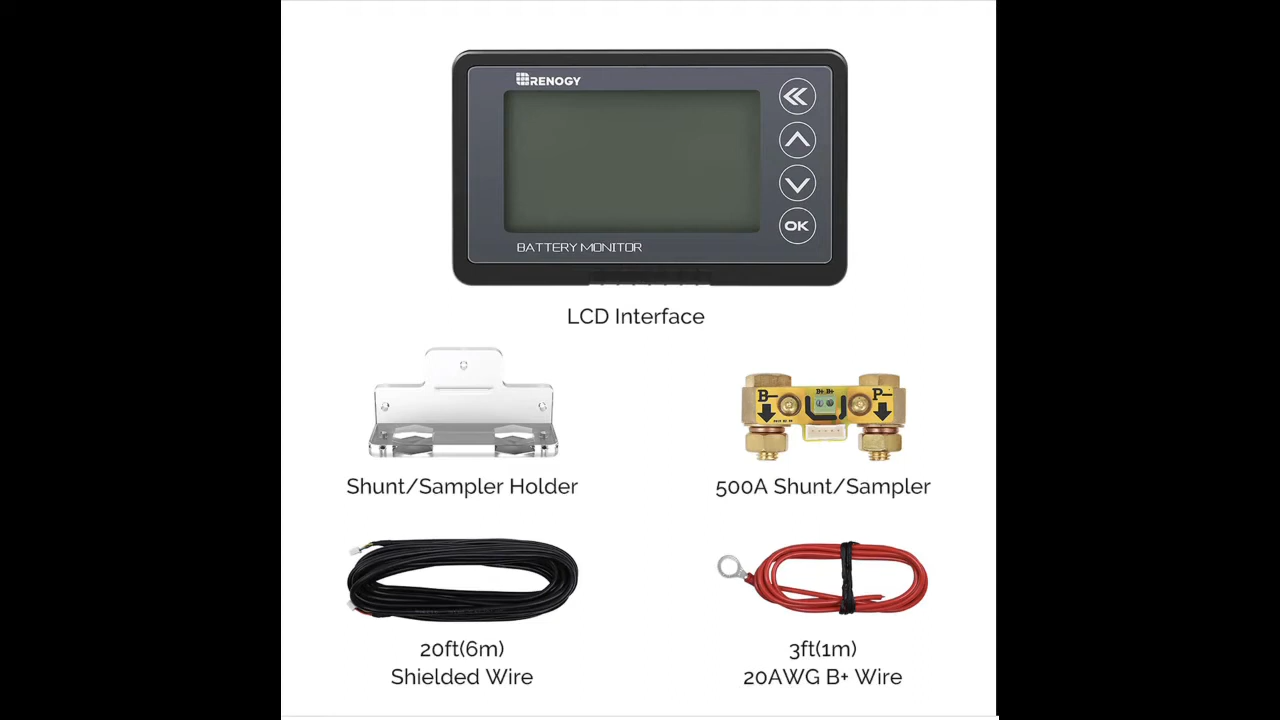 RENOGY
OK
BATTERY MONITOR
LCD Interface
B+ B+
B-
P-
Shunt/Sampler Holder
500A Shunt/Sampler
20ft(6m)
Shielded Wire
3ft(1m)
20AWG B+ Wire